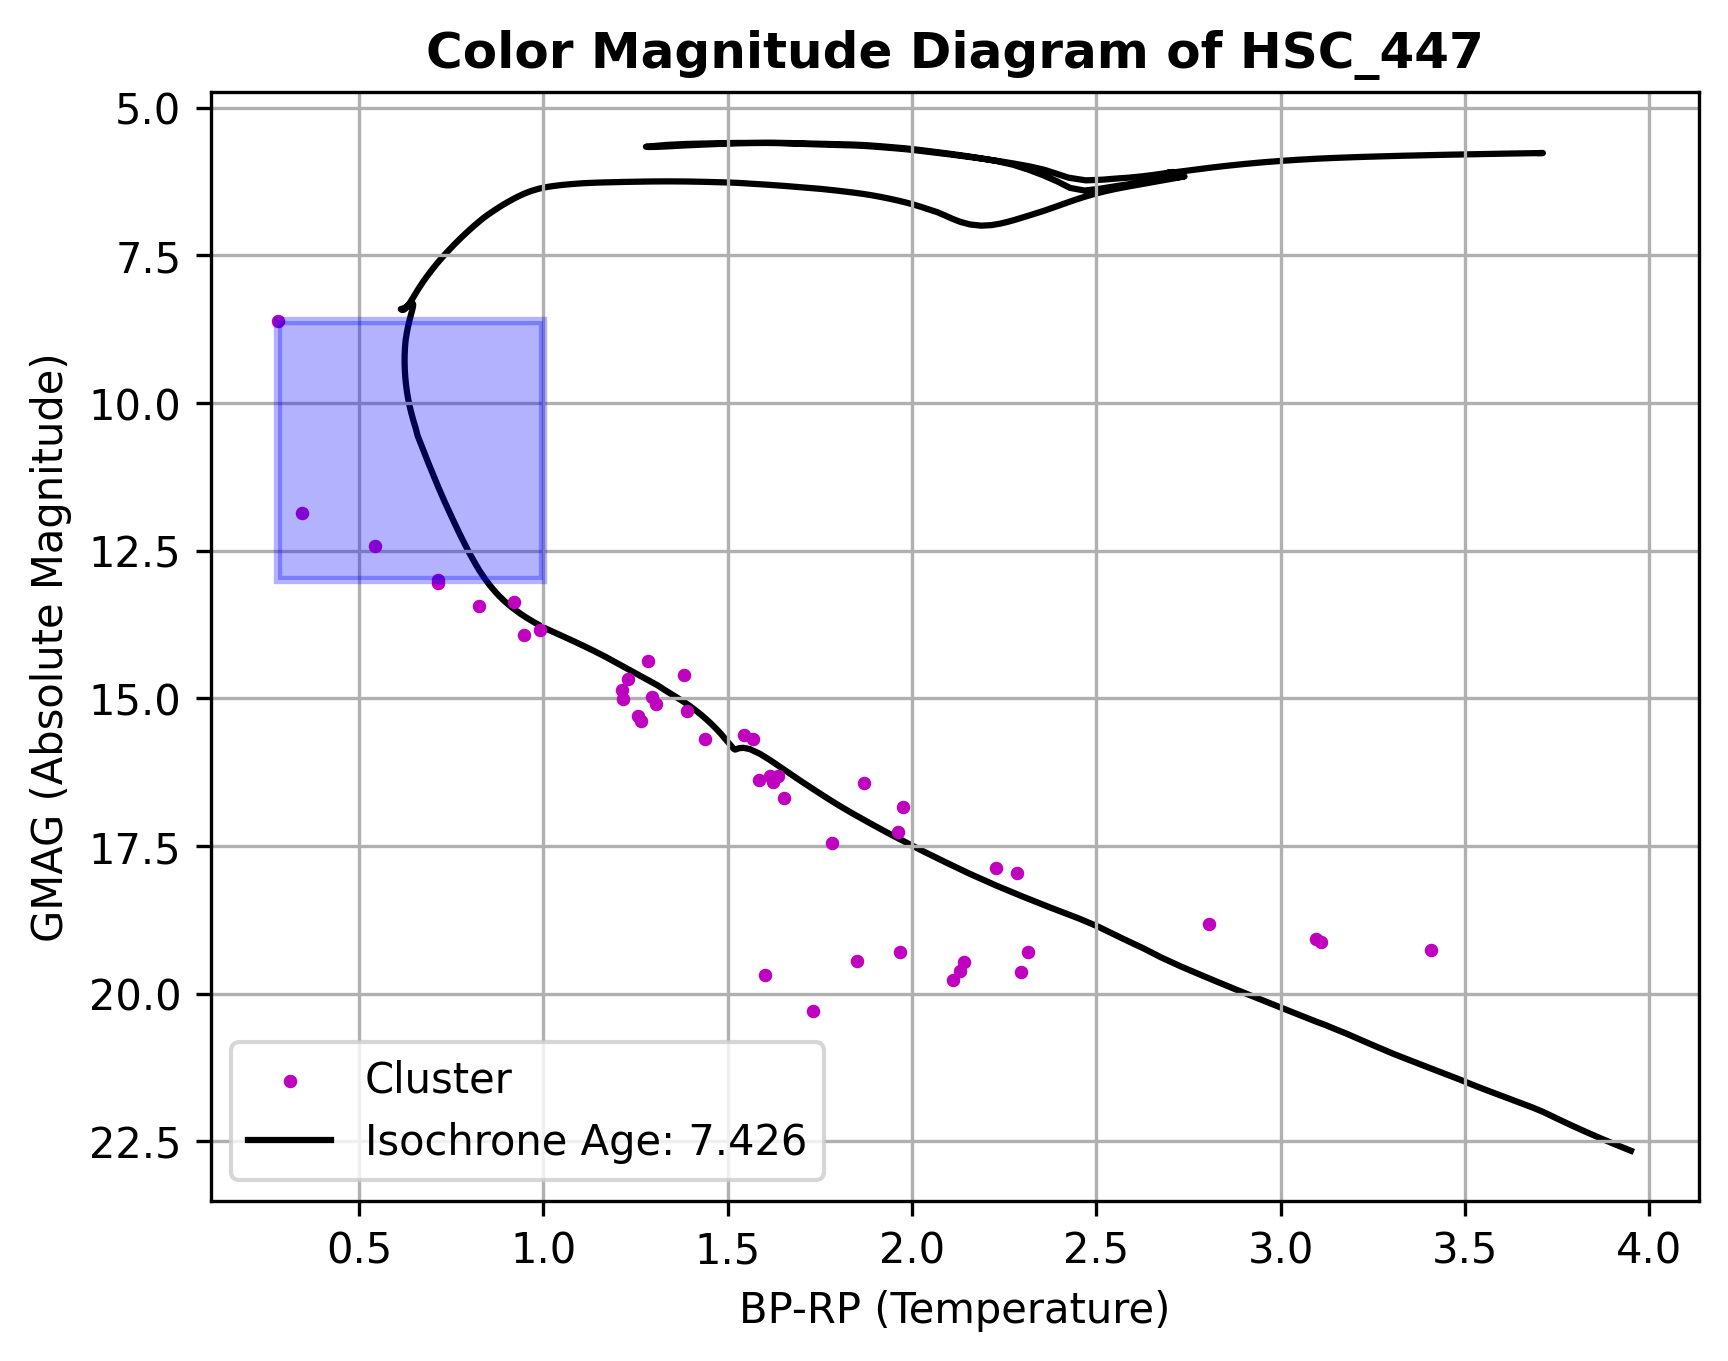 Color Magnitude Diagram of HSC_447
GMAG (Absolute Magnitude)
5.0
7.5
10.0
12.5
15.0
17.5
20.0
22.5
Cluster
Isochrone Age: 7.426
0.5 1.0 1.5 2.0 2.5 3.0 3.5 4.0
BP-RP (Temperature)